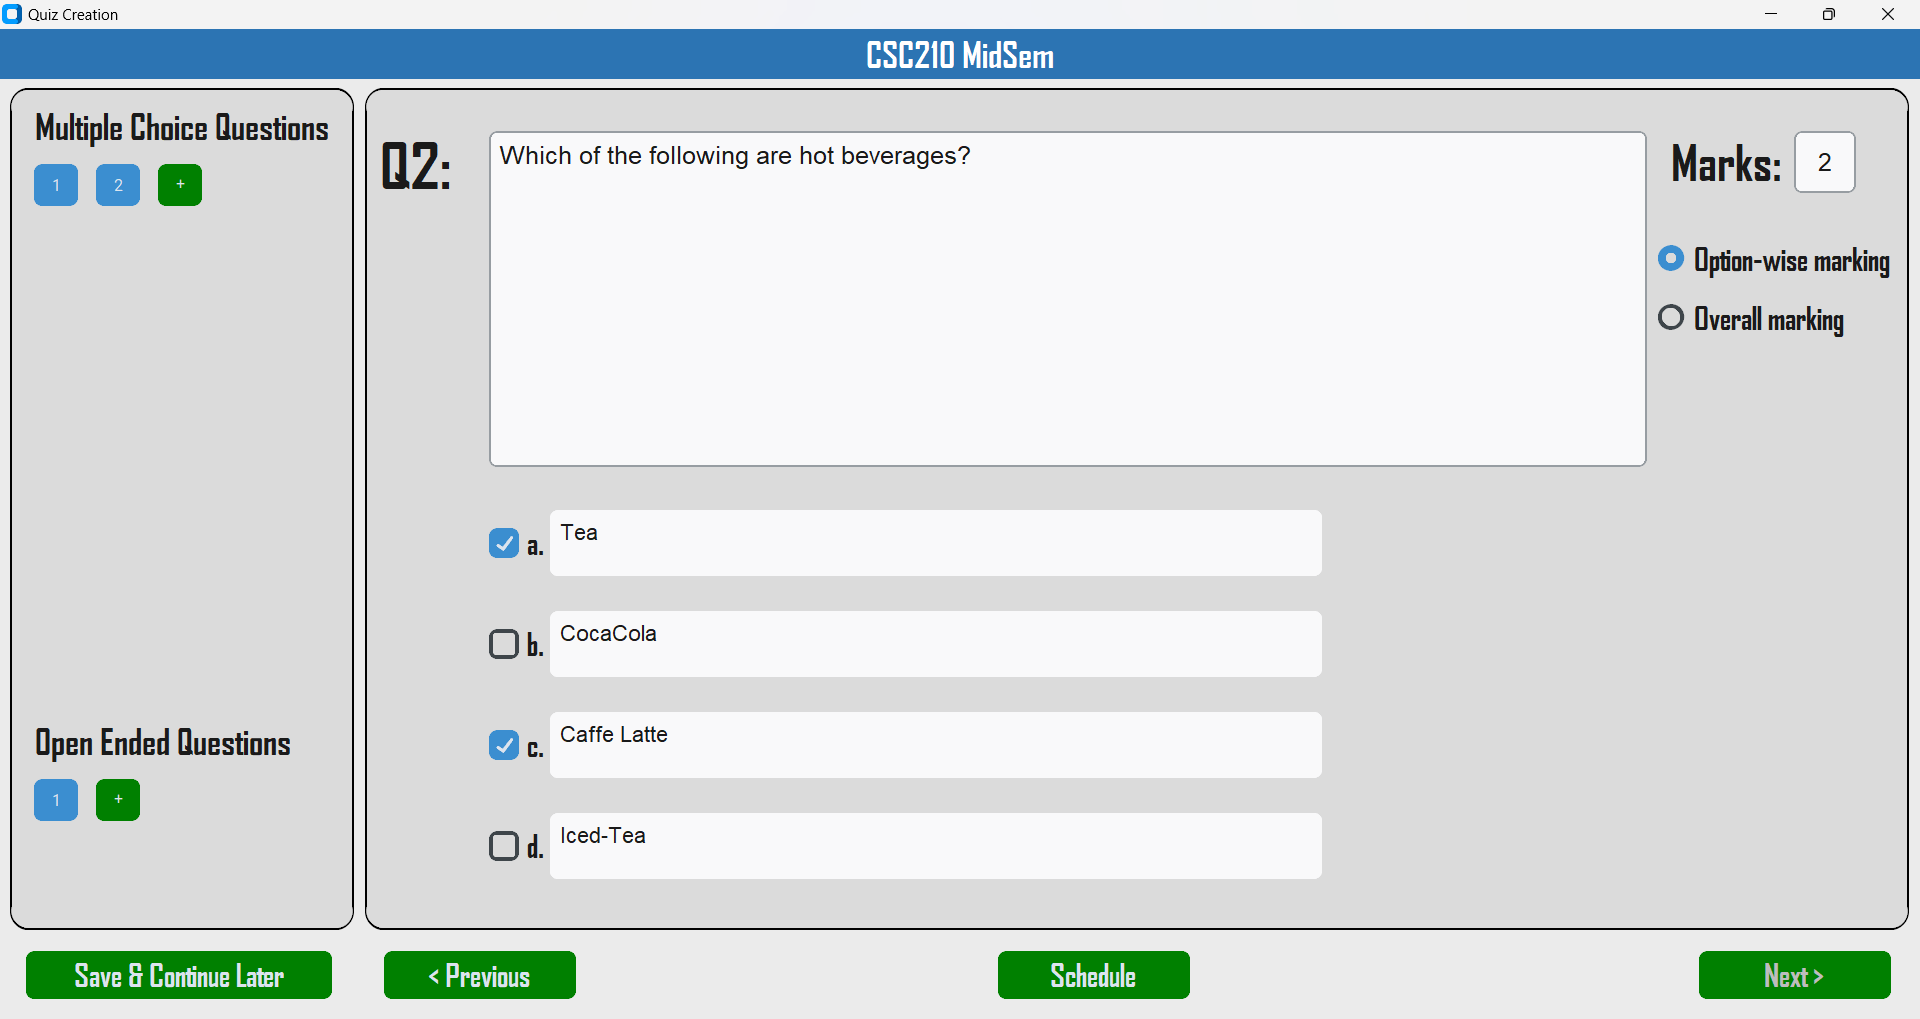 Quiz Creation
CSC210 MidSem
Multiple Choice Questions
1 2 +
Open Ended Questions
1 +
Q2:
Which of the following are hot beverages?
Marks: 2
Option-wise marking
Overall marking
a. Tea
b. CocaCola
c. Caffe Latte
d. Iced-Tea
Save & Continue Later
< Previous
Schedule
Next >